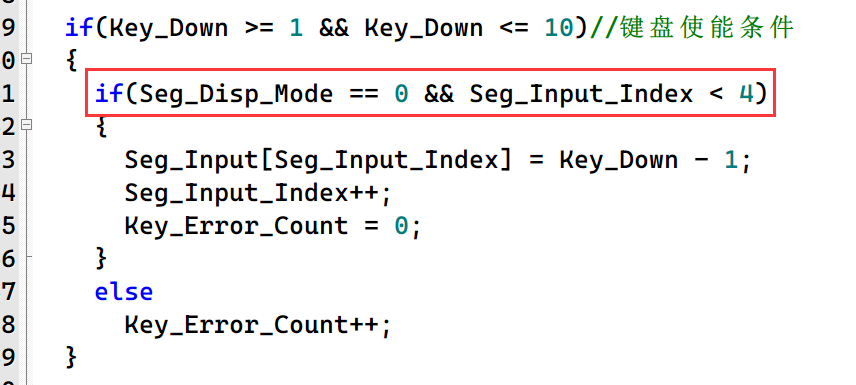 9 if(Key_Down >= 1 && Key_Down <= 10)//键盘使能条件
0 {
1 if(Seg_Disp_Mode == 0 && Seg_Input_Index < 4)
2 {
3 Seg_Input[Seg_Input_Index] = Key_Down - 1;
4 Seg_Input_Index++;
5 Key_Error_Count = 0;
6 }
7 else
8 Key_Error_Count++;
9 }